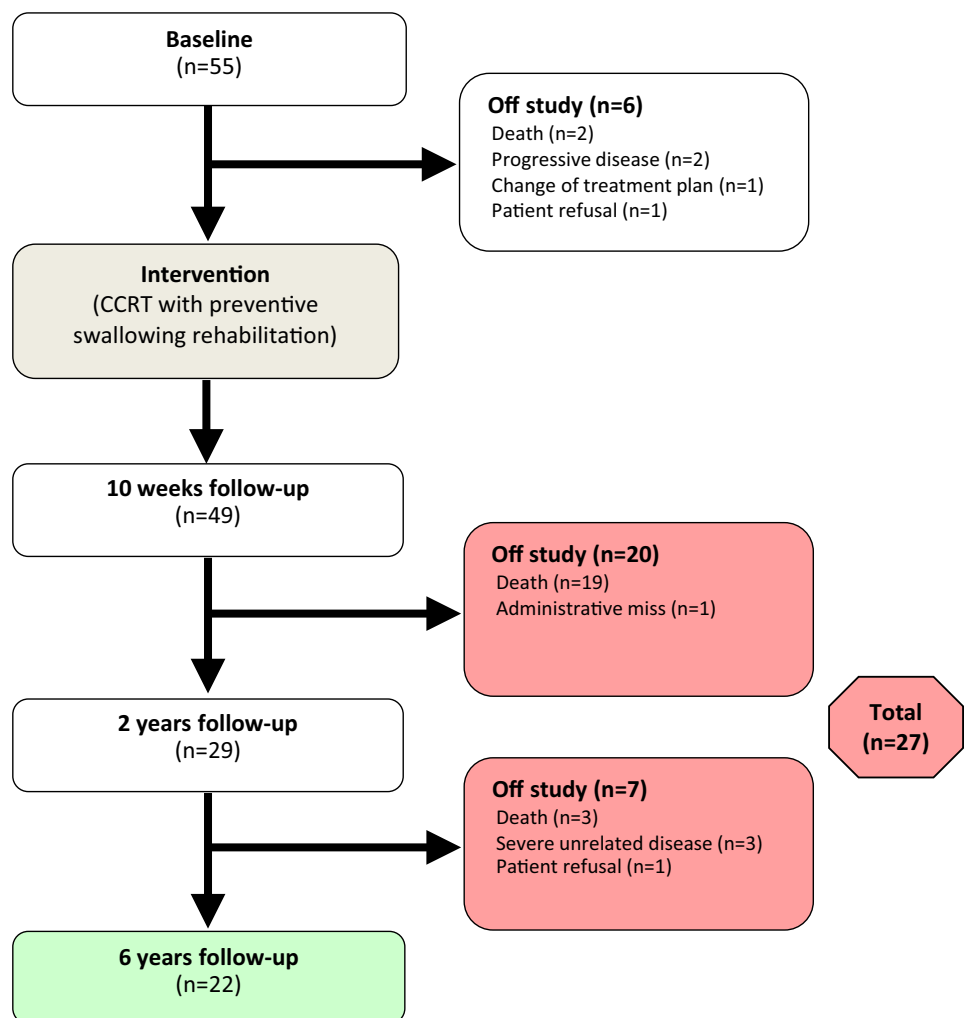 Baseline
(n=55)
Off study (n=6)
Death (n=2)
Progressive disease (n=2)
Change of treatment plan (n=1)
Patient refusal (n=1)
Intervention
(CCRT with preventive
swallowing rehabilitation)
10 weeks follow-up
(n=49)
Off study (n=20)
Death (n=19)
Administrative miss (n=1)
2 years follow-up
(n=29)
Total
(n=27)
Off study (n=7)
Death (n=3)
Severe unrelated disease (n=3)
Patient refusal (n=1)
6 years follow-up
(n=22)